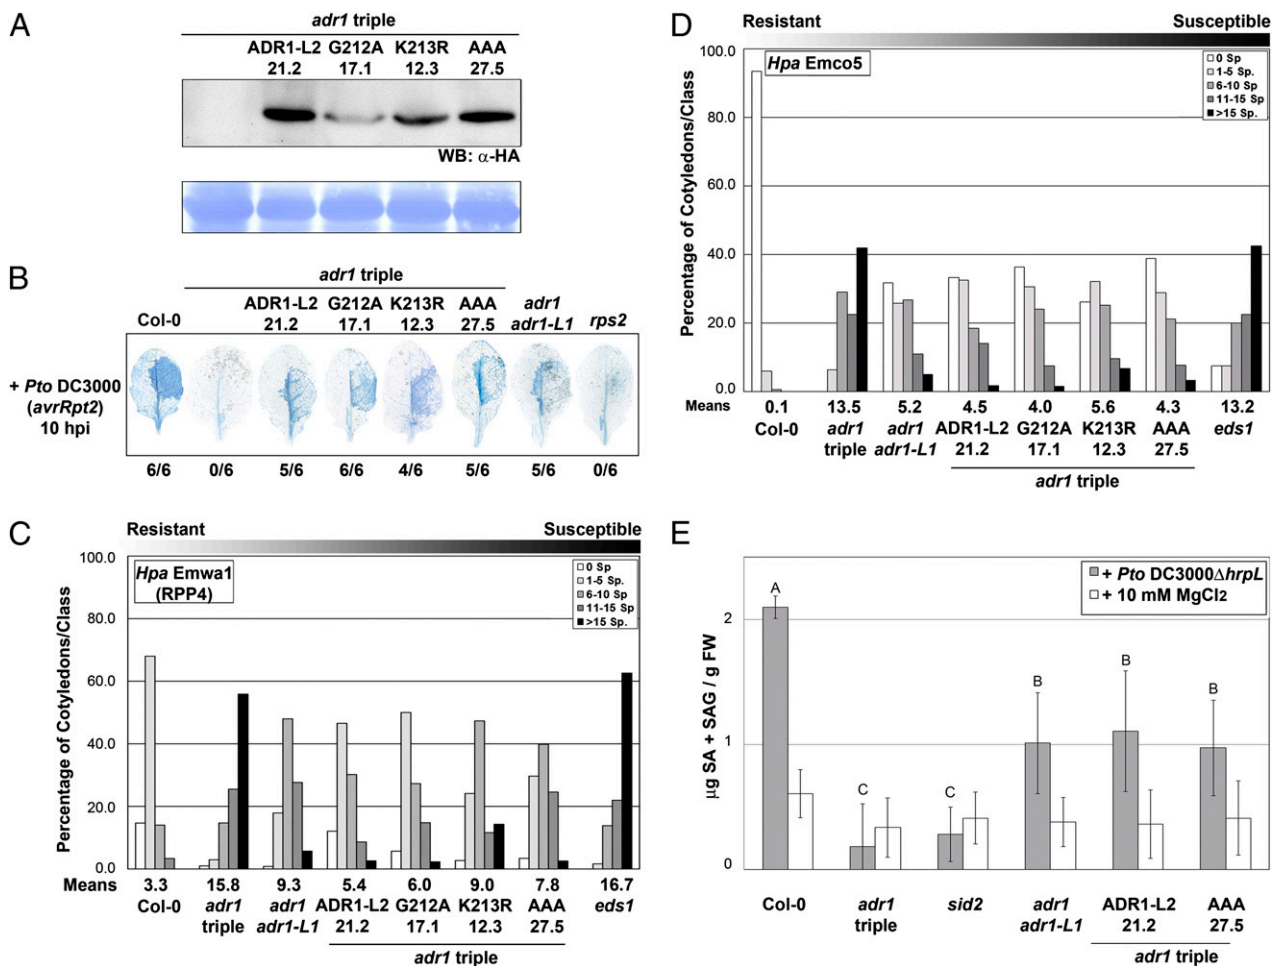 A
adr1 triple
ADR1-L2 G212A K213R AAA
21.2 17.1 12.3 27.5
WB: α-HA
B
adr1 triple
Col-0 ADR1-L2 G212A K213R AAA adr1 adr1-L1 rps2
21.2 17.1 12.3 27.5
+ Pto DC3000
(avrRpt2)
10 hpi
6/6 0/6 5/6 6/6 4/6 5/6 5/6 0/6
C
Resistant Susceptible
Hpa Emwa1
(RPP4)
0 Sp
1-5 Sp.
6-10 Sp
11-15 Sp
>15 Sp.
Percentage of Cotyledons/Class
100.0
80.0
60.0
40.0
20.0
0.0
Means 3.3 15.8 9.3 5.4 6.0 9.0 7.8 16.7
Col-0 adr1 adr1 ADR1-L2 G212A K213R AAA eds1
triple adr1-L1 21.2 17.1 12.3 27.5
adr1 triple
D
Resistant Susceptible
Hpa Emco5
0 Sp
1-5 Sp.
6-10 Sp
11-15 Sp
>15 Sp.
Percentage of Cotyledons/Class
100.0
80.0
60.0
40.0
20.0
0.0
Means 0.1 13.5 5.2 4.5 4.0 5.6 4.3 13.2
Col-0 adr1 adr1 ADR1-L2 G212A K213R AAA eds1
triple adr1-L1 21.2 17.1 12.3 27.5
adr1 triple
E
+ Pto DC3000ΔhrpL
+ 10 mM MgCl2
µg SA + SAG / g FW
2
1
0
A
C
C
B
B
B
Col-0 adr1 sid2 adr1 ADR1-L2 AAA
triple adr1-L1 21.2 27.5
adr1 triple